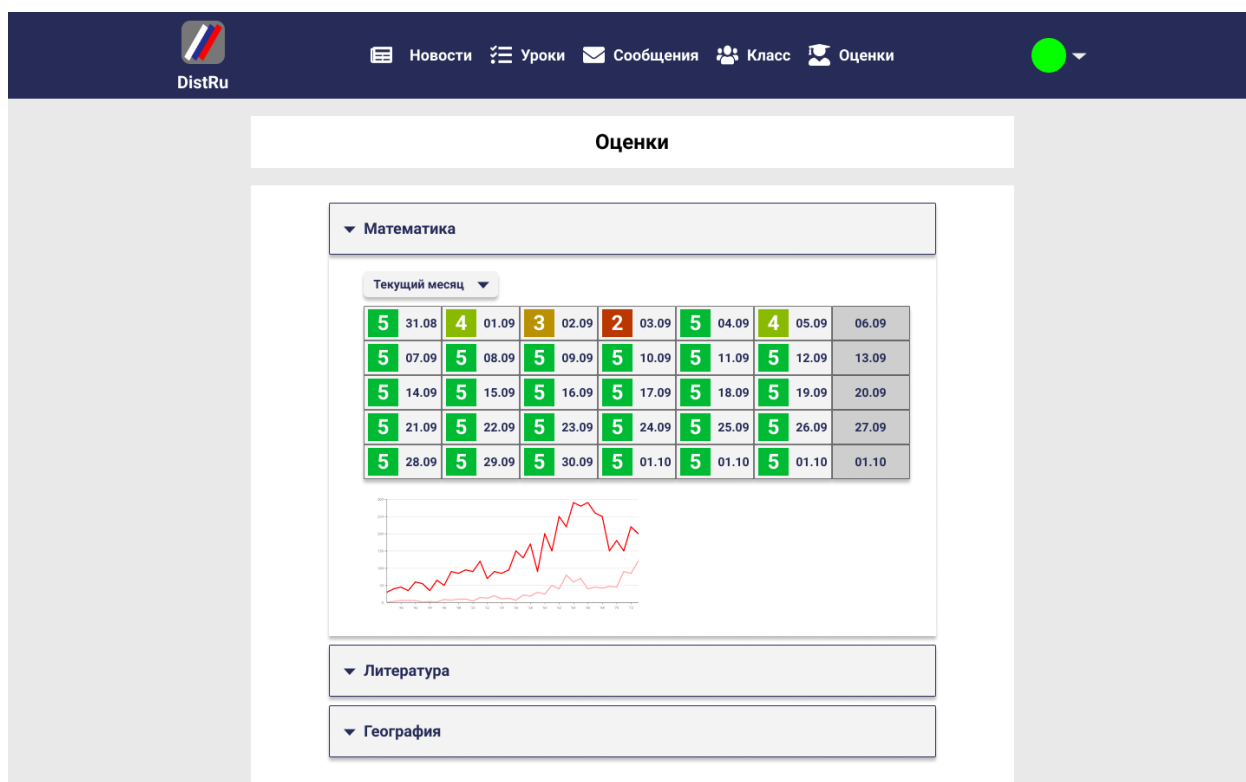 DistRu
Новости Уроки Сообщения Класс Оценки
Оценки
Математика
Текущий месяц
5 31.08 4 01.09 3 02.09 2 03.09 5 04.09 4 05.09 06.09
5 07.09 5 08.09 5 09.09 5 10.09 5 11.09 5 12.09 13.09
5 14.09 5 15.09 5 16.09 5 17.09 5 18.09 5 19.09 20.09
5 21.09 5 22.09 5 23.09 5 24.09 5 25.09 5 26.09 27.09
5 28.09 5 29.09 5 30.09 5 01.10 5 01.10 5 01.10 01.10
Литература
География